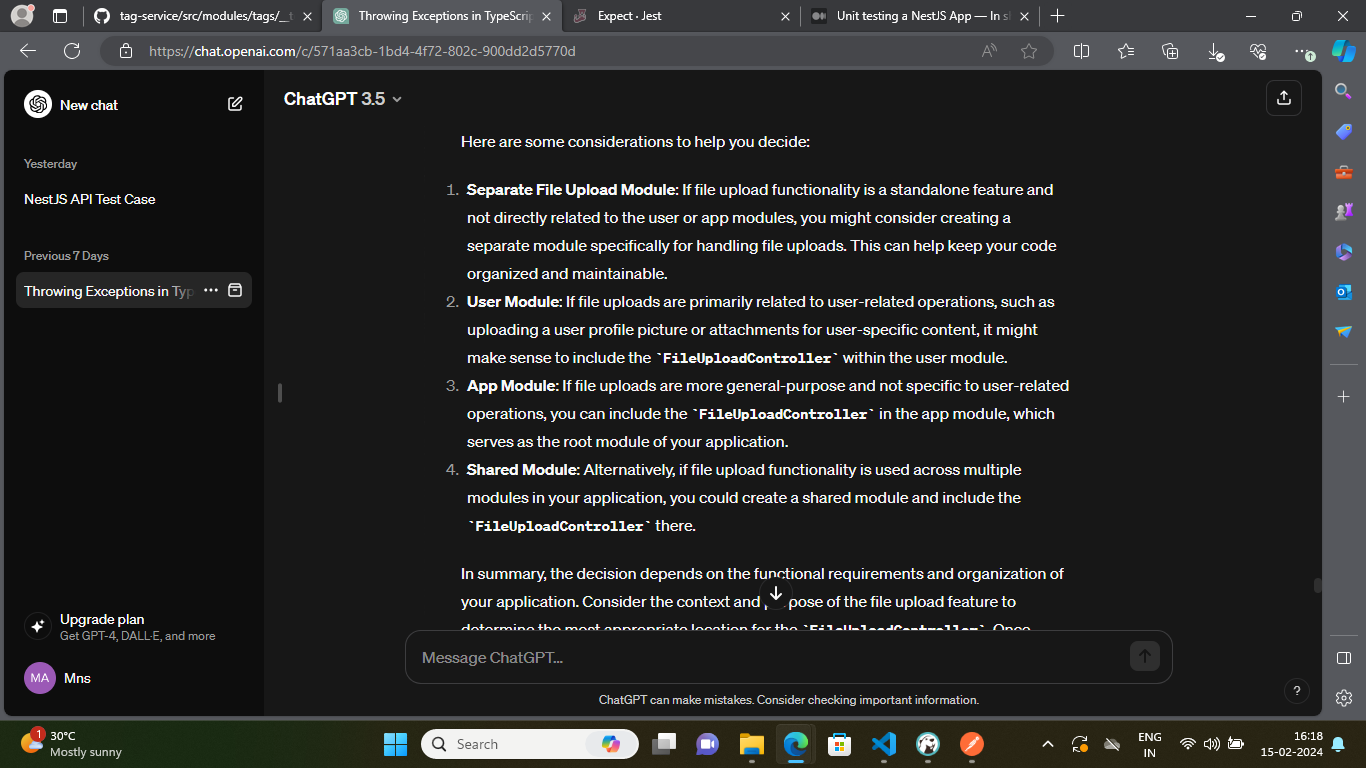 tag-service/src/modules/tags/__t
Throwing Exceptions in TypeScrip
Expect · Jest
Unit testing a NestJS App — In sh
https://chat.openai.com/c/571aa3cb-1bd4-4f72-802c-900dd2d5770d
New chat
ChatGPT 3.5
Yesterday
NestJS API Test Case
Previous 7 Days
Throwing Exceptions in Typ
Here are some considerations to help you decide:
1. Separate File Upload Module: If file upload functionality is a standalone feature and
not directly related to the user or app modules, you might consider creating a
separate module specifically for handling file uploads. This can help keep your code
organized and maintainable.
2. User Module: If file uploads are primarily related to user-related operations, such as
uploading a user profile picture or attachments for user-specific content, it might
make sense to include the `FileUploadController` within the user module.
3. App Module: If file uploads are more general-purpose and not specific to user-related
operations, you can include the `FileUploadController` in the app module, which
serves as the root module of your application.
4. Shared Module: Alternatively, if file upload functionality is used across multiple
modules in your application, you could create a shared module and include the
`FileUploadController` there.
In summary, the decision depends on the functional requirements and organization of
your application. Consider the context and purpose of the file upload feature to
determine the most appropriate location for the `FileUploadController`. Once
Upgrade plan
Get GPT-4, DALL·E, and more
MA
Mns
Message ChatGPT...
ChatGPT can make mistakes. Consider checking important information.
?
1
30°C
Mostly sunny
Search
ENG
IN
16:18
15-02-2024